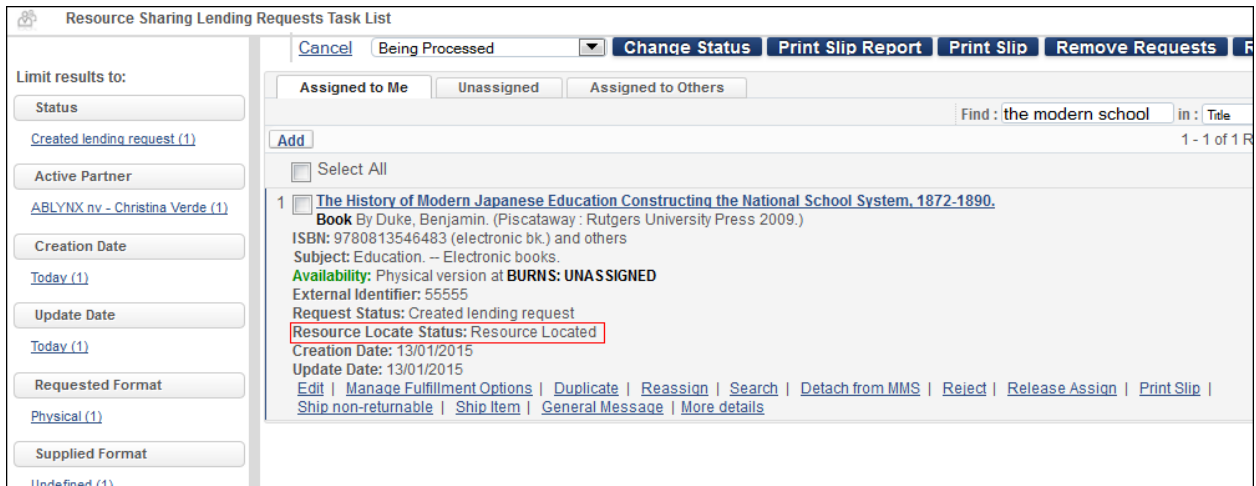 Resource Sharing Lending Requests Task List
Cancel Being Processed Change Status Print Slip Report Print Slip Remove Requests
Limit results to:
Status
Created lending request (1)
Active Partner
ABLYNX nv - Christina Verde (1)
Creation Date
Today (1)
Update Date
Today (1)
Requested Format
Physical (1)
Supplied Format
Undefined (1)
Assigned to Me Unassigned Assigned to Others
Find : the modern school in : Title
Add 1 - 1 of 1 R
Select All
1 The History of Modern Japanese Education Constructing the National School System, 1872-1890.
Book By Duke, Benjamin. (Piscataway : Rutgers University Press 2009.)
ISBN: 9780813546483 (electronic bk.) and others
Subject: Education. -- Electronic books.
Availability: Physical version at BURNS: UNASSIGNED
External Identifier: 55555
Request Status: Created lending request
Resource Locate Status: Resource Located
Creation Date: 13/01/2015
Update Date: 13/01/2015
Edit | Manage Fulfillment Options | Duplicate | Reassign | Search | Detach from MMS | Reject | Release Assign | Print Slip |
Ship non-returnable | Ship Item | General Message | More details